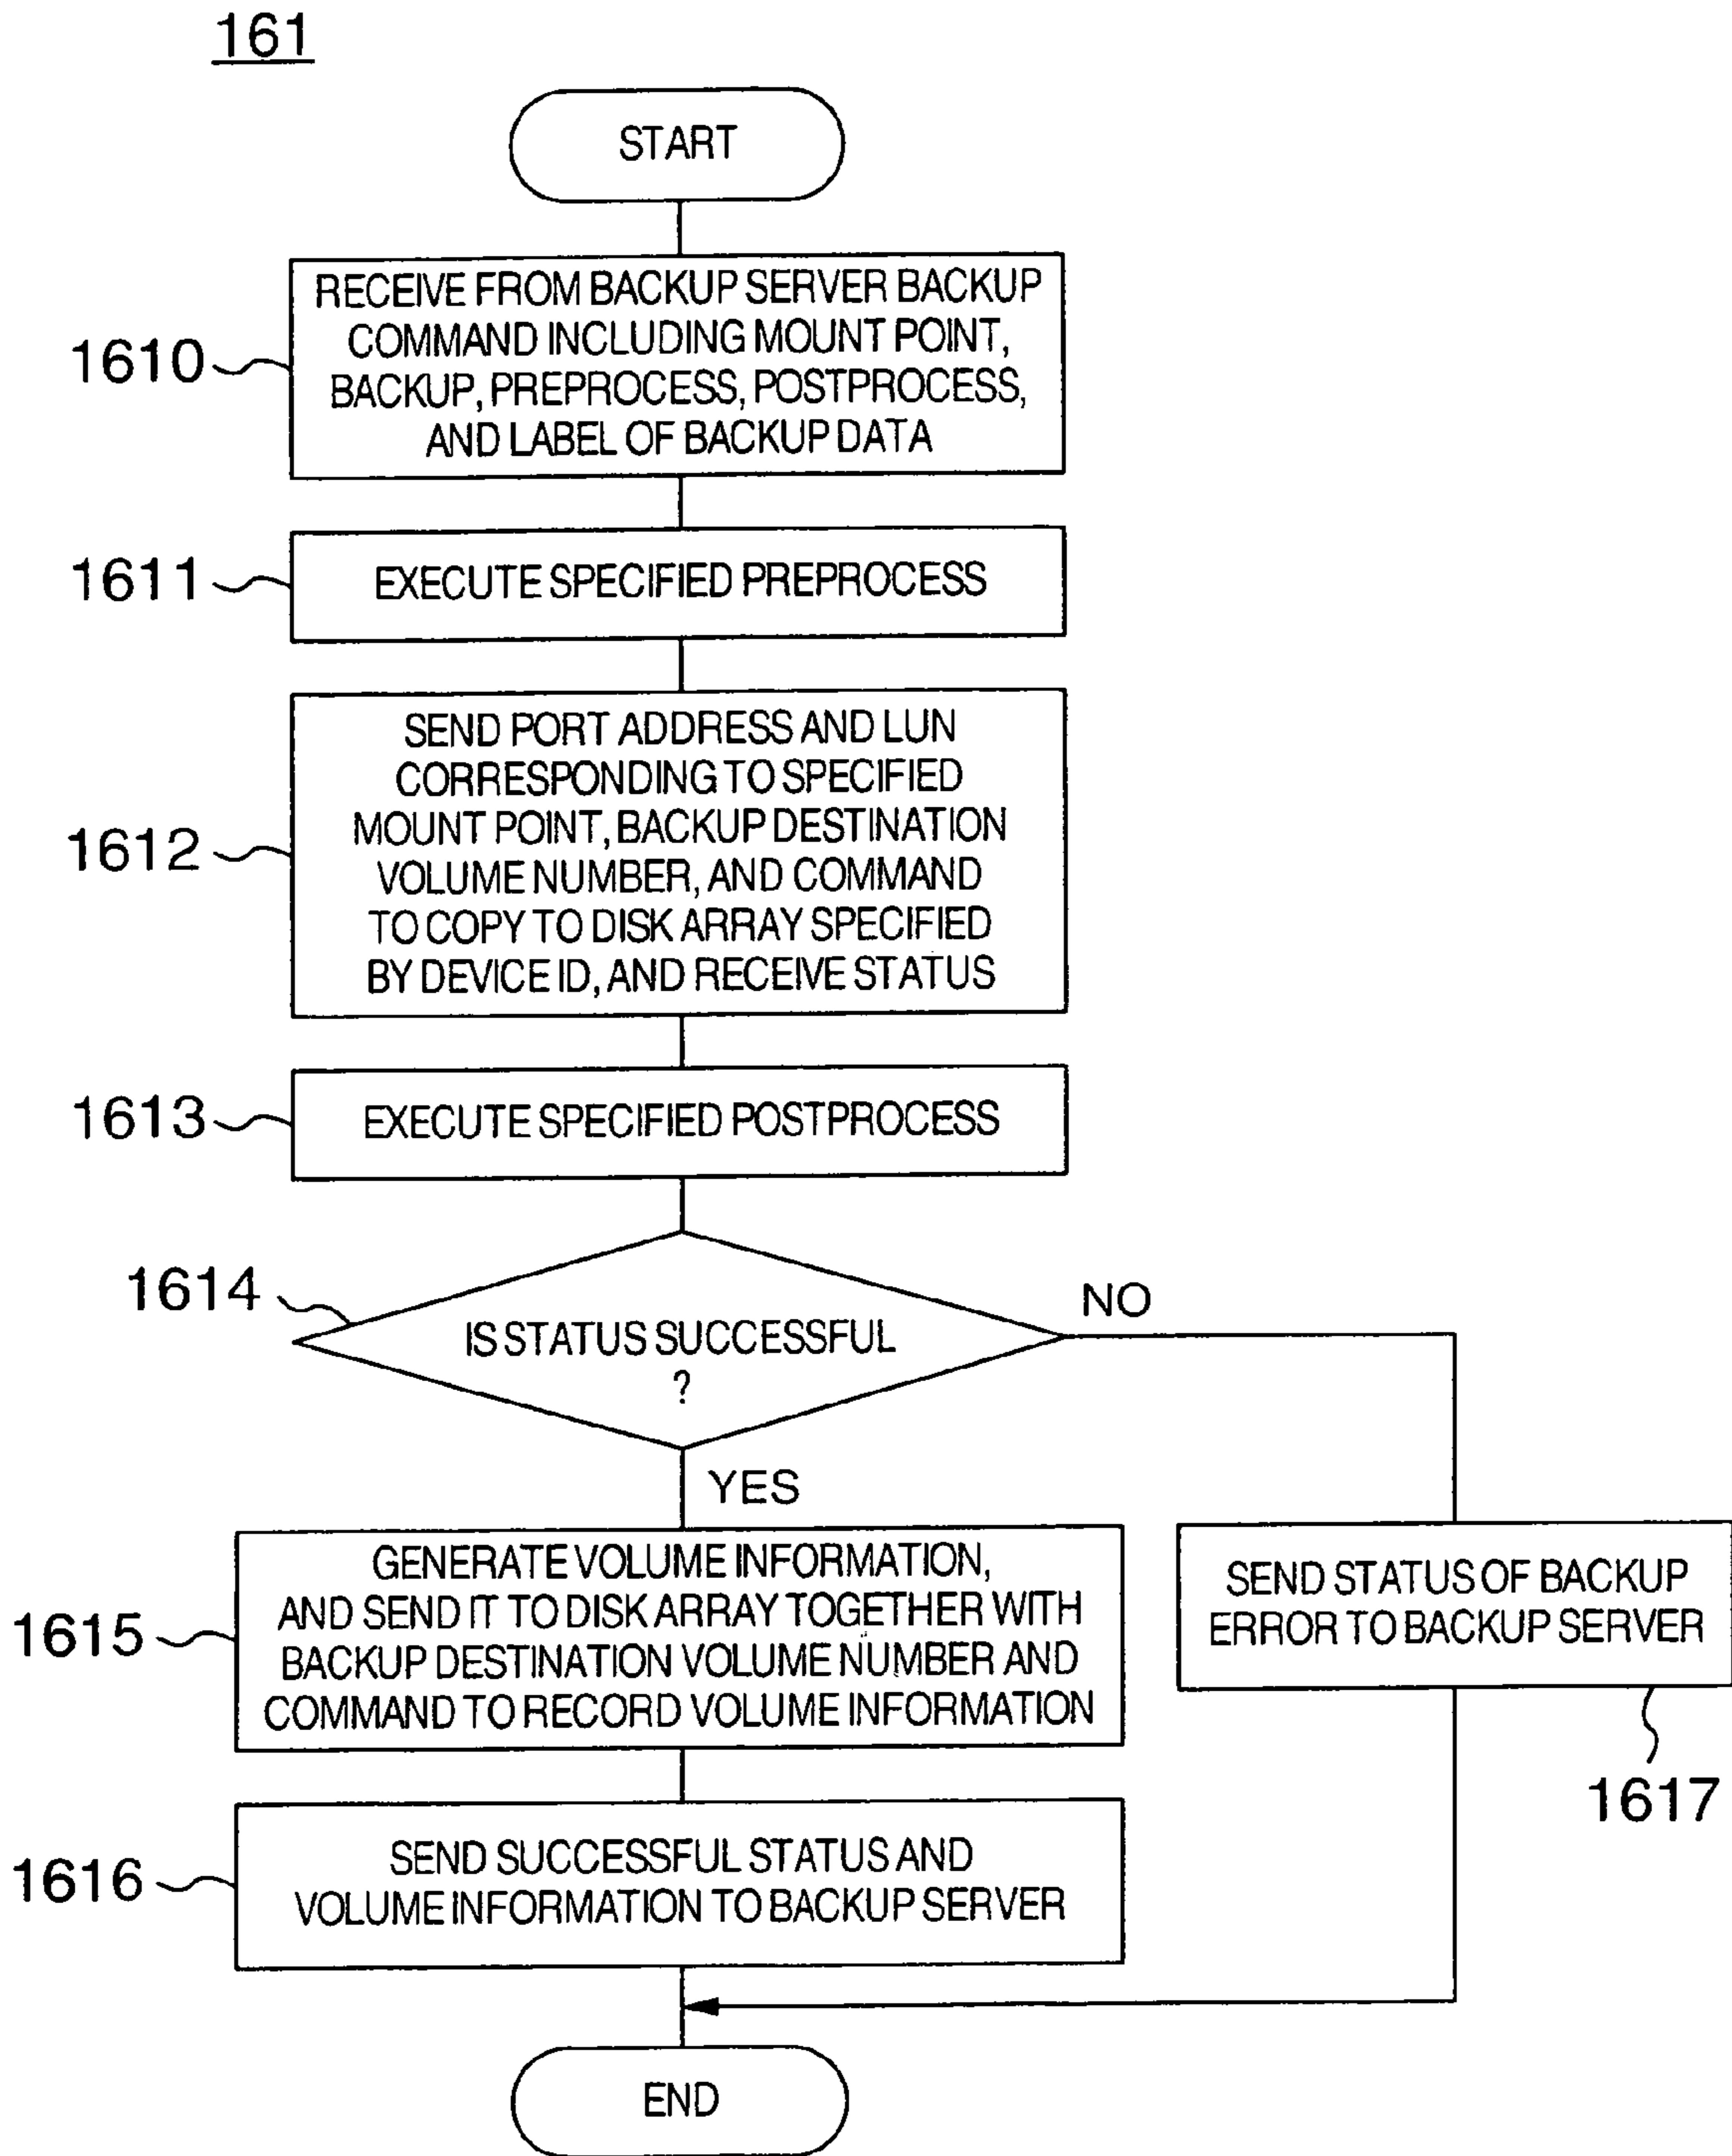 161
START
1610
RECEIVE FROM BACKUP SERVER BACKUP
COMMAND INCLUDING MOUNT POINT,
BACKUP, PREPROCESS, POSTPROCESS,
AND LABEL OF BACKUP DATA
1611
EXECUTE SPECIFIED PREPROCESS
1612
SEND PORT ADDRESS AND LUN
CORRESPONDING TO SPECIFIED
MOUNT POINT, BACKUP DESTINATION
VOLUME NUMBER, AND COMMAND
TO COPY TO DISK ARRAY SPECIFIED
BY DEVICE ID, AND RECEIVE STATUS
1613
EXECUTE SPECIFIED POSTPROCESS
1614
IS STATUS SUCCESSFUL
?
NO
YES
1615
GENERATE VOLUME INFORMATION,
AND SEND IT TO DISK ARRAY TOGETHER WITH
BACKUP DESTINATION VOLUME NUMBER AND
COMMAND TO RECORD VOLUME INFORMATION
SEND STATUS OF BACKUP
ERROR TO BACKUP SERVER
1617
1616
SEND SUCCESSFUL STATUS AND
VOLUME INFORMATION TO BACKUP SERVER
END